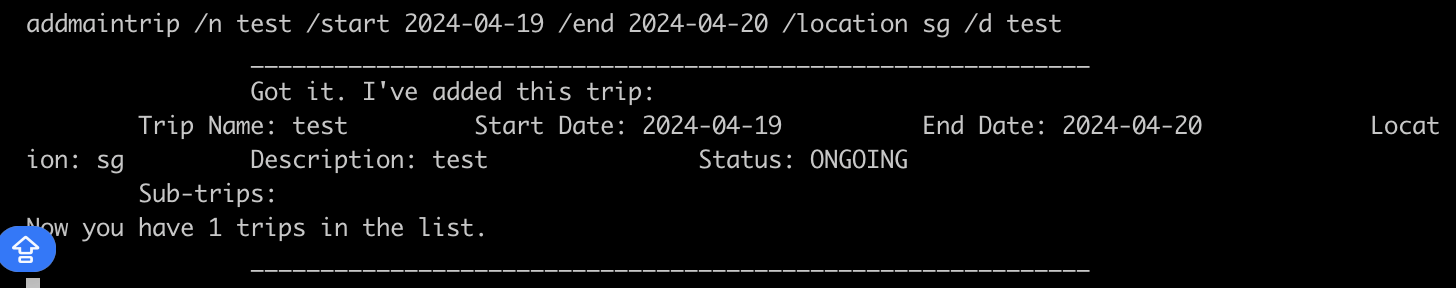 addmaintrip /n test /start 2024-04-19 /end 2024-04-20 /location sg /d test
____________________________________________________________
Got it. I've added this trip:
Trip Name: test Start Date: 2024-04-19 End Date: 2024-04-20 Locat
ion: sg Description: test Status: ONGOING
Sub-trips:
Now you have 1 trips in the list.
____________________________________________________________